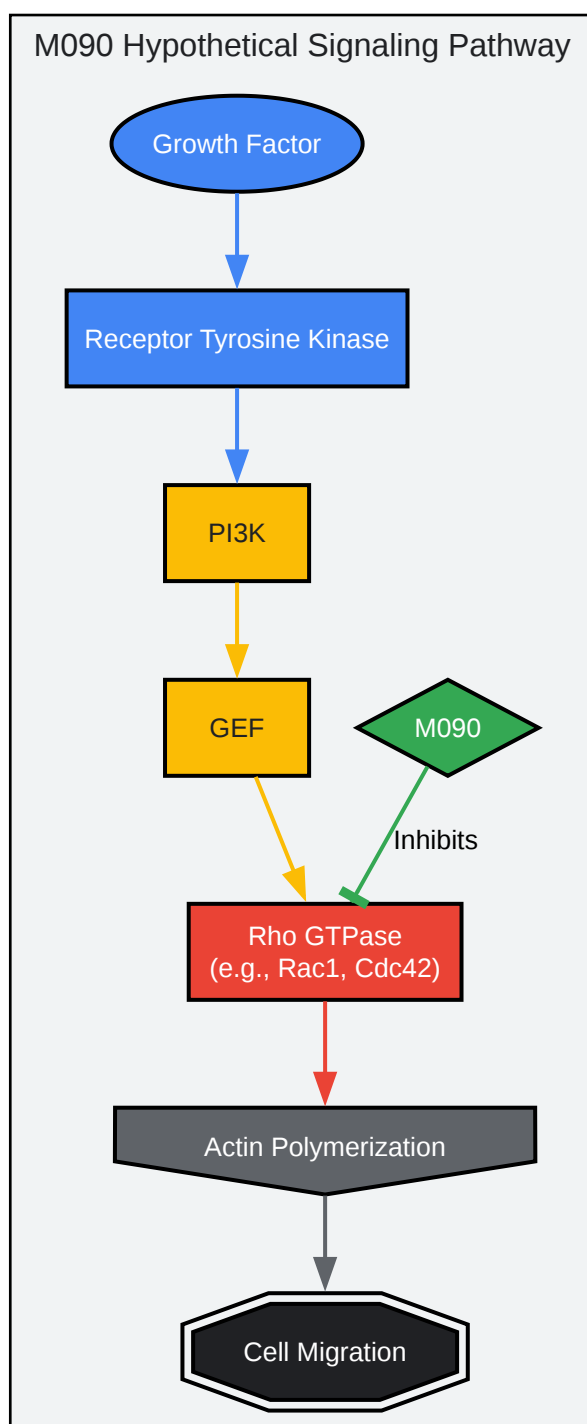 M090 Hypothetical Signaling Pathway
Growth Factor
Receptor Tyrosine Kinase
PI3K
GEF
M090
Inhibits
Rho GTPase
(e.g., Rac1, Cdc42)
Actin Polymerization
Cell Migration